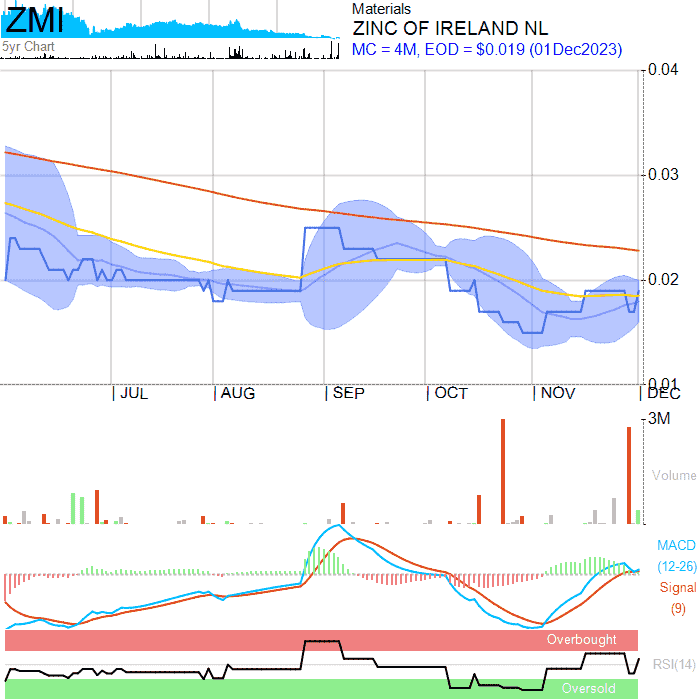 ZMI
5yr Chart
Materials
ZINC OF IRELAND NL
MC = 4M, EOD = $0.019 (01Dec2023)
0.04
0.03
0.02
0.01
JUL AUG SEP OCT NOV DEC
3M
Volume
MACD
(12-26)
Signal
(9)
Overbought
RSI(14)
Oversold